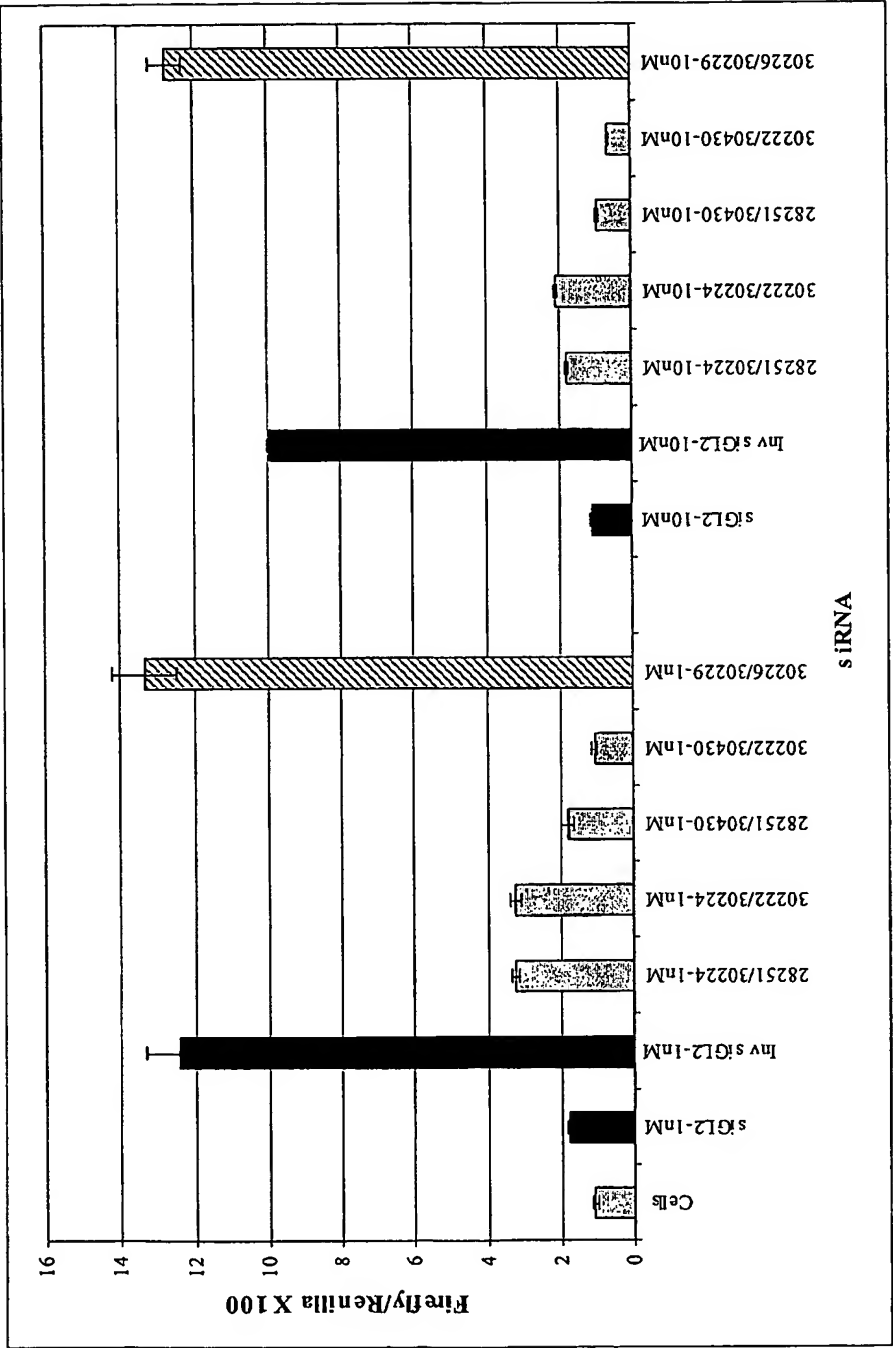 Firefly/Renilla X 100
16
14
12
10
8
6
4
2
0
Cells
siGL2-1nM
Inv siGL2-1nM
28251/30224-1nM
30222/30224-1nM
28251/30430-1nM
30222/30430-1nM
30226/30229-1nM
siGL2-10nM
Inv siGL2-10nM
28251/30224-10nM
30222/30224-10nM
28251/30430-10nM
30222/30430-10nM
30226/30229-10nM
siRNA